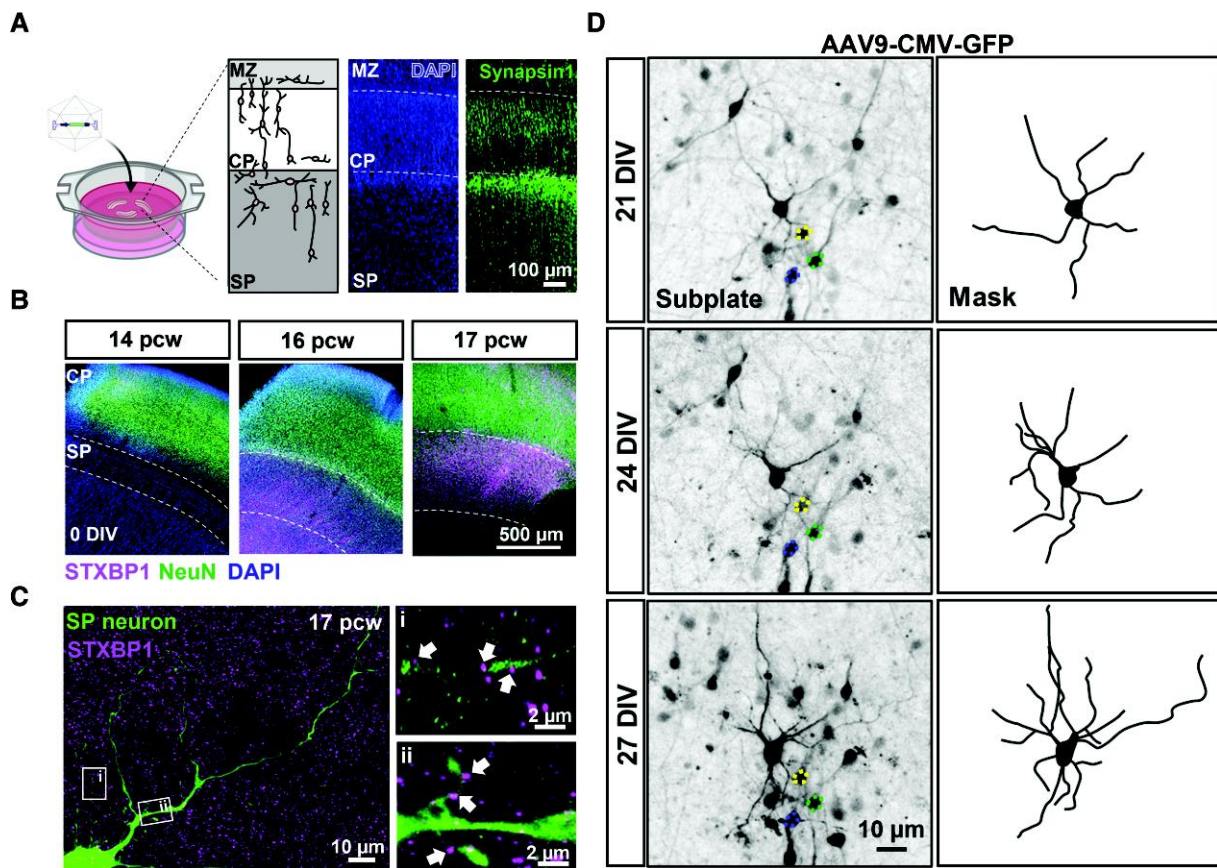 A
MZ
CP
SP
MZ
DAPI
CP
SP
Synapsin1
100 µm
B
14 pcw
16 pcw
17 pcw
CP
SP
0 DIV
500 µm
STXBP1 NeuN DAPI
C
SP neuron
17 pcw
STXBP1
i
ii
10 µm
i
2 µm
ii
2 µm
D
AAV9-CMV-GFP
21 DIV
Subplate
Mask
24 DIV
27 DIV
10 µm